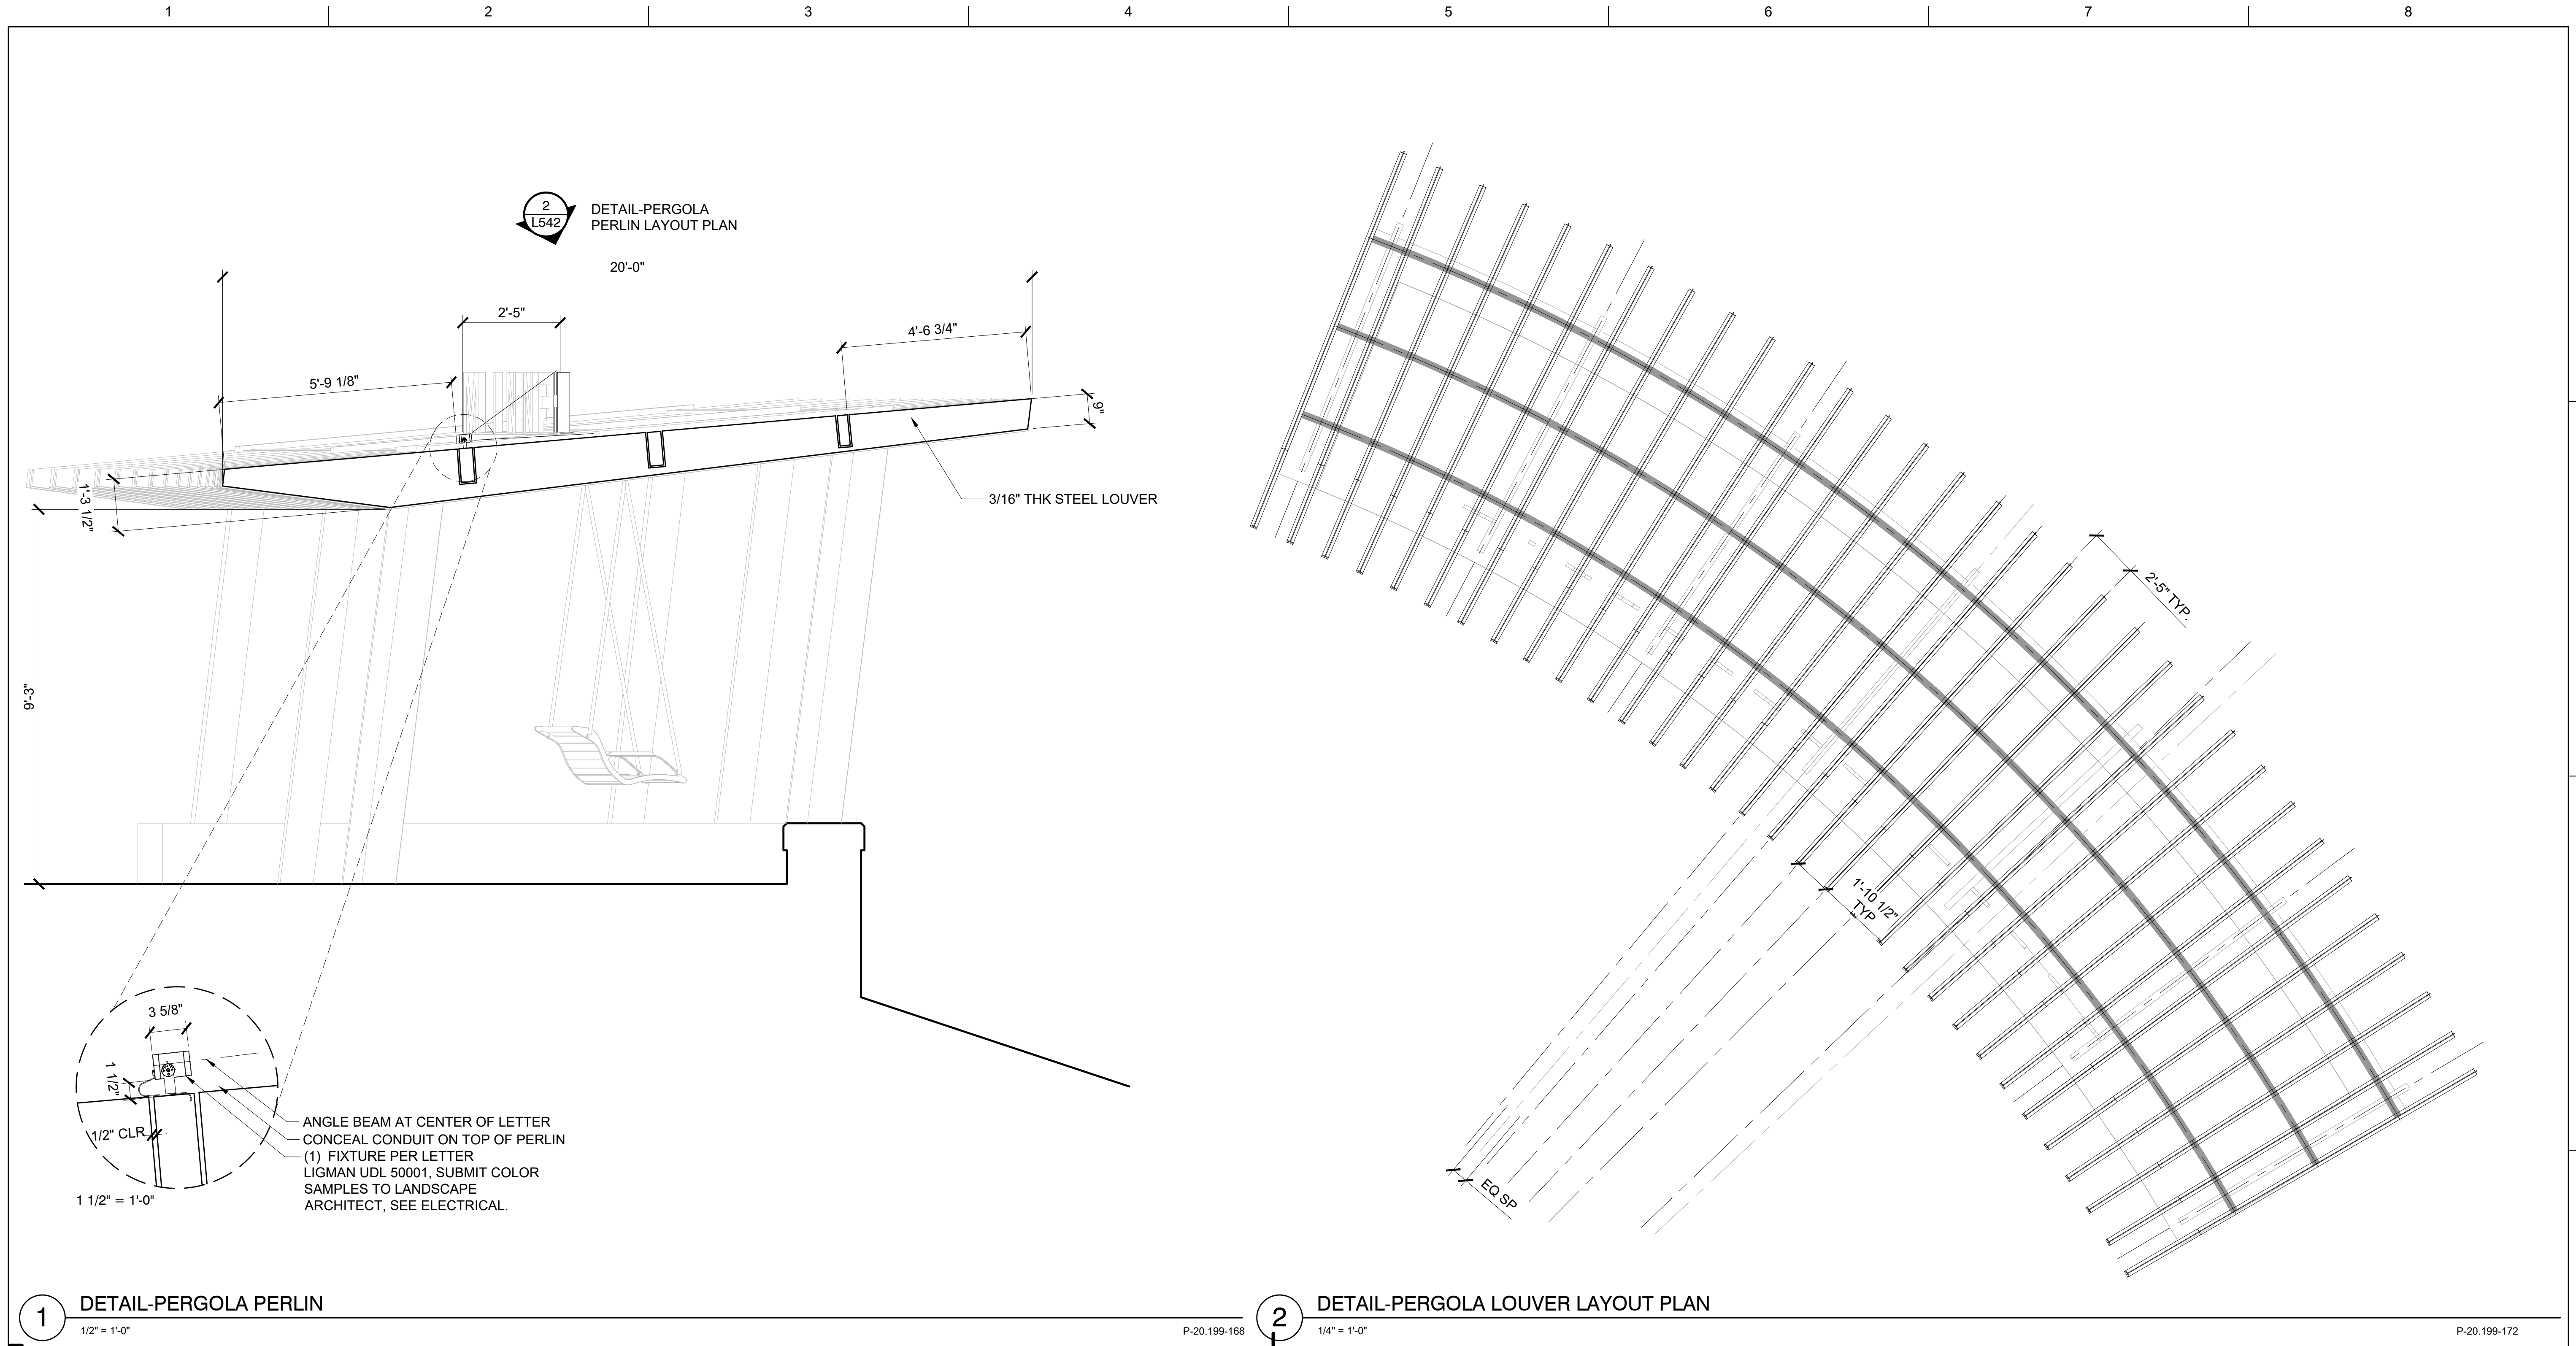 1 2 3 4 5 6 7 8
2
L542
DETAIL-PERGOLA
PERLIN LAYOUT PLAN
20'-0"
2'-5"
4'-6 3/4"
5'-9 1/8"
9"
1'-3 1/2"
3/16" THK STEEL LOUVER
9'-3"
3 5/8"
1 1/2"
1/2" CLR
ANGLE BEAM AT CENTER OF LETTER
CONCEAL CONDUIT ON TOP OF PERLIN
(1) FIXTURE PER LETTER
LIGMAN UDL 50001, SUBMIT COLOR
SAMPLES TO LANDSCAPE
ARCHITECT, SEE ELECTRICAL.
1 1/2" = 1'-0"
1
DETAIL-PERGOLA PERLIN
1/2" = 1'-0"
P-20.199-168
2'-5" TYP.
1'-10 1/2"
TYP
EQ SP
2
DETAIL-PERGOLA LOUVER LAYOUT PLAN
1/4" = 1'-0"
P-20.199-172